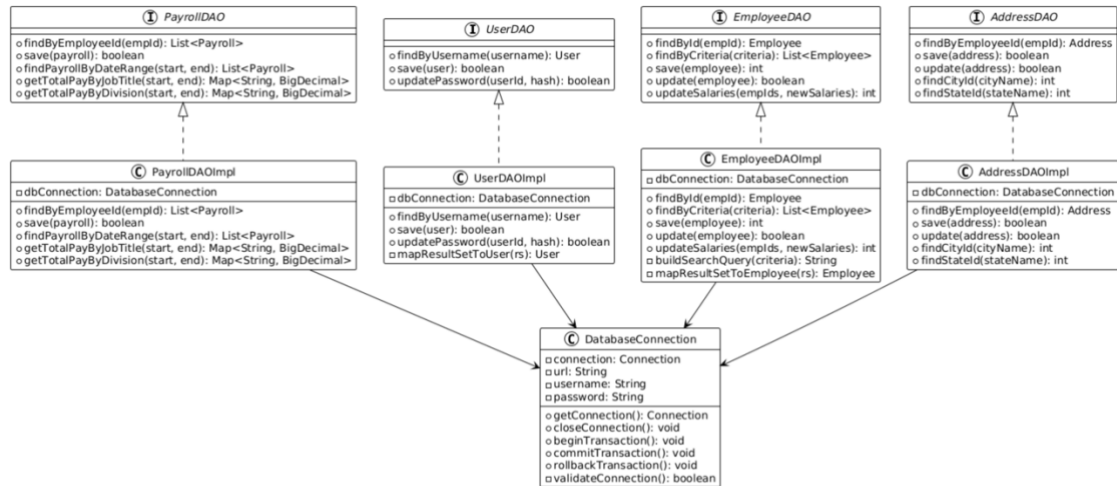 I PayrollDAO
findByEmployeeId(empId): List<Payroll>
save(payroll): boolean
findPayrollByDateRange(start, end): List<Payroll>
getTotalPayByJobTitle(start, end): Map<String, BigDecimal>
getTotalPayByDivision(start, end): Map<String, BigDecimal>
I UserDAO
findByUsername(username): User
save(user): boolean
updatePassword(userId, hash): boolean
I EmployeeDAO
findById(empId): Employee
findByCriteria(criteria): List<Employee>
save(employee): int
update(employee): boolean
updateSalaries(empIds, newSalaries): int
I AddressDAO
findByEmployeeId(empId): Address
save(address): boolean
update(address): boolean
findCityId(cityName): int
findStateId(stateName): int
C PayrollDAOImpl
dbConnection: DatabaseConnection
findByEmployeeId(empId): List<Payroll>
save(payroll): boolean
findPayrollByDateRange(start, end): List<Payroll>
getTotalPayByJobTitle(start, end): Map<String, BigDecimal>
getTotalPayByDivision(start, end): Map<String, BigDecimal>
C UserDAOImpl
dbConnection: DatabaseConnection
findByUsername(username): User
save(user): boolean
updatePassword(userId, hash): boolean
mapResultSetToUser(rs): User
C EmployeeDAOImpl
dbConnection: DatabaseConnection
findById(empId): Employee
findByCriteria(criteria): List<Employee>
save(employee): int
update(employee): boolean
updateSalaries(empIds, newSalaries): int
buildSearchQuery(criteria): String
mapResultSetToEmployee(rs): Employee
C AddressDAOImpl
dbConnection: DatabaseConnection
findByEmployeeId(empId): Address
save(address): boolean
update(address): boolean
findCityId(cityName): int
findStateId(stateName): int
C DatabaseConnection
connection: Connection
url: String
username: String
password: String
getConnection(): Connection
closeConnection(): void
beginTransaction(): void
commitTransaction(): void
rollbackTransaction(): void
validateConnection(): boolean